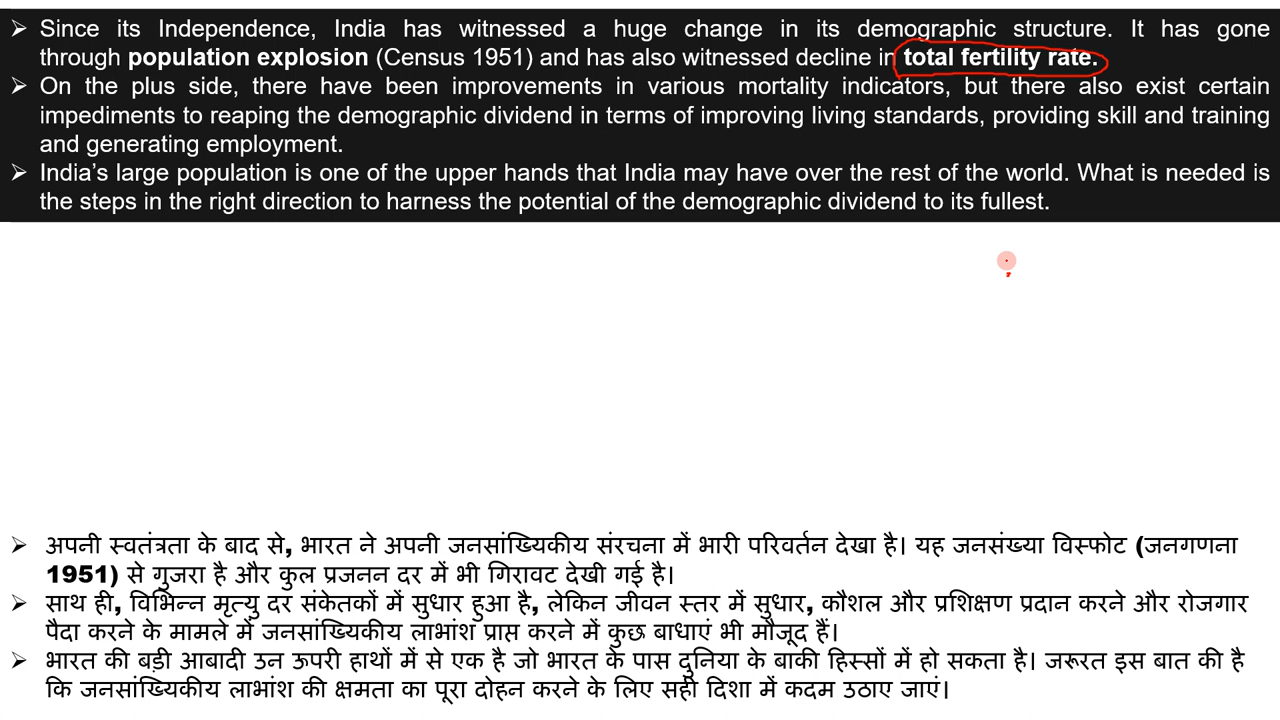 ➢ Since its Independence, India has witnessed a huge change in its demographic structure. It has gone
through population explosion (Census 1951) and has also witnessed decline in total fertility rate.
➢ On the plus side, there have been improvements in various mortality indicators, but there also exist certain
impediments to reaping the demographic dividend in terms of improving living standards, providing skill and training
and generating employment.
➢ India’s large population is one of the upper hands that India may have over the rest of the world. What is needed is
the steps in the right direction to harness the potential of the demographic dividend to its fullest.
➢ अपनी स्वतंत्रता के बाद से, भारत ने अपनी जनसांख्यिकीय संरचना में भारी परिवर्तन देखा है। यह जनसंख्या विस्फोट (जनगणना
1951) से गुजरा है और कुल प्रजनन दर में भी गिरावट देखी गई है।
➢ साथ ही, विभिन्न मृत्यु दर संकेतकों में सुधार हुआ है, लेकिन जीवन स्तर में सुधार, कौशल और प्रशिक्षण प्रदान करने और रोजगार
पैदा करने के मामले में जनसांख्यिकीय लाभांश प्राप्त करने में कुछ बाधाएं भी मौजूद हैं।
➢ भारत की बड़ी आबादी उन ऊपरी हाथों में से एक है जो भारत के पास दुनिया के बाकी हिस्सों में हो सकता है। जरूरत इस बात की है
कि जनसांख्यिकीय लाभांश की क्षमता का पूरा दोहन करने के लिए सही दिशा में कदम उठाए जाएं।